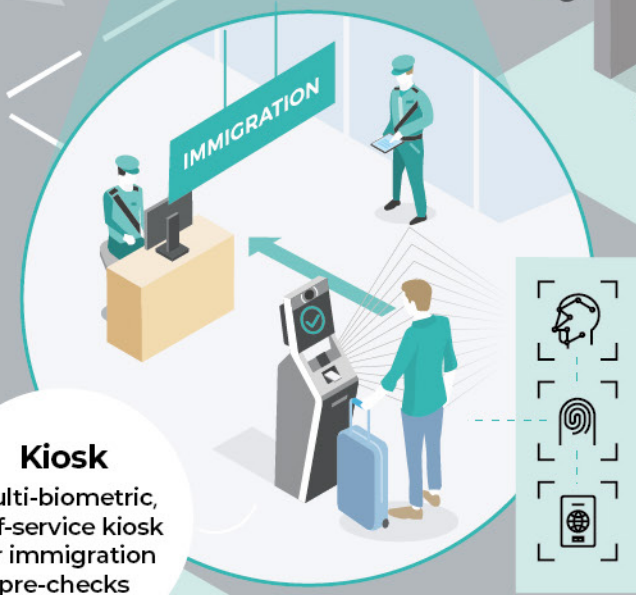 IMMIGRATION
Kiosk
ulti-biometric,
f-service kiosk
r immigration
pre-checks